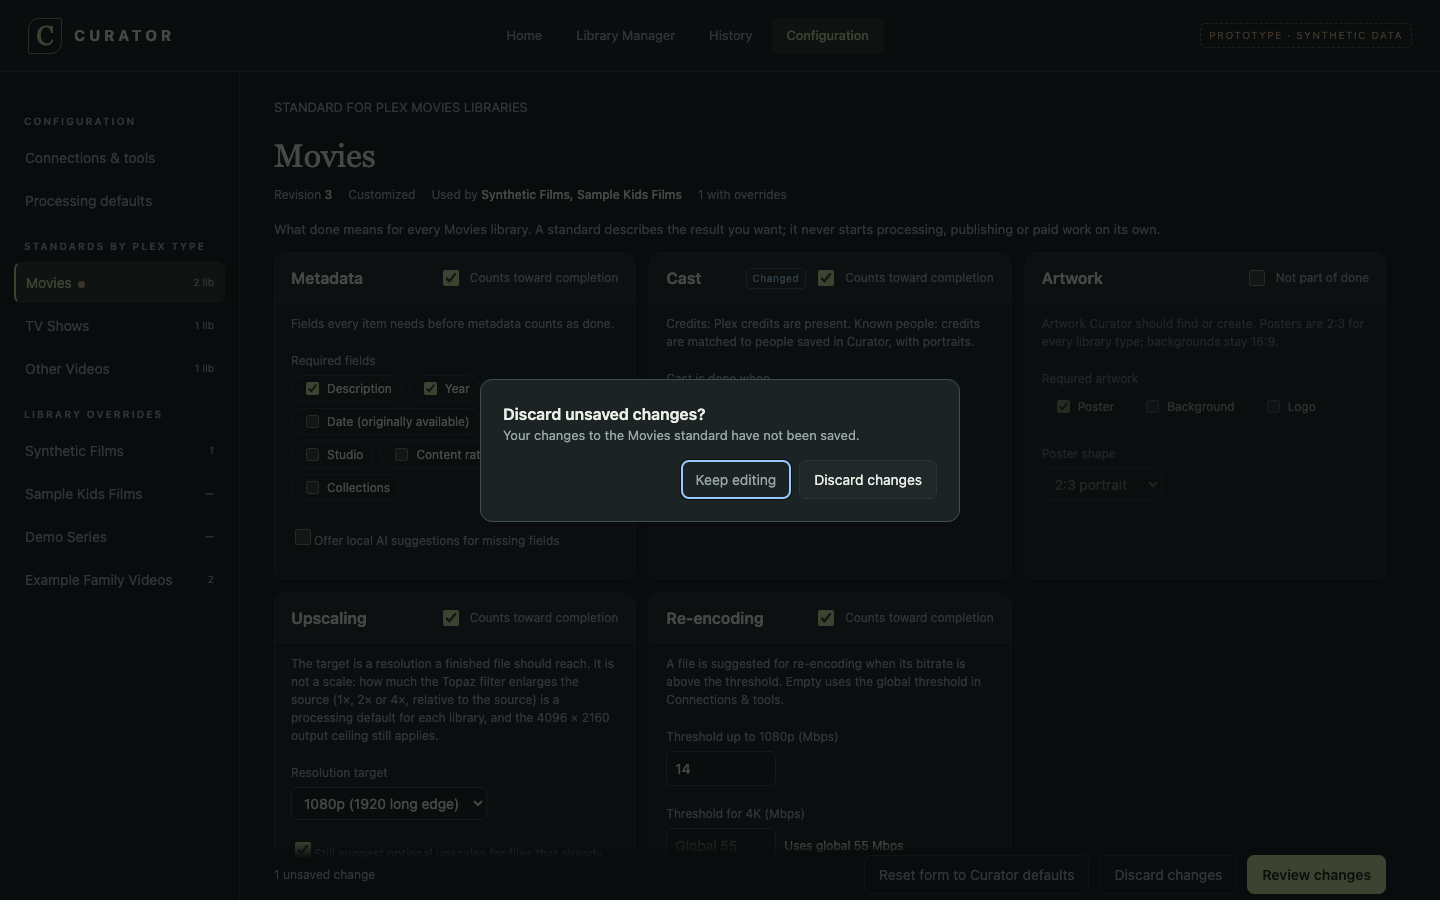 C CURATOR
Home Library Manager History Configuration
PROTOTYPE · SYNTHETIC DATA
CONFIGURATION
Connections & tools
Processing defaults
STANDARDS BY PLEX TYPE
Movies 2 lib
TV Shows 1 lib
Other Videos 1 lib
LIBRARY OVERRIDES
Synthetic Films 1
Sample Kids Films –
Demo Series –
Example Family Videos 2
STANDARD FOR PLEX MOVIES LIBRARIES
Movies
Revision 3 Customized Used by Synthetic Films, Sample Kids Films 1 with overrides
What done means for every Movies library. A standard describes the result you want; it never starts processing, publishing or paid work on its own.
Metadata Counts toward completion
Fields every item needs before metadata counts as done.
Required fields
Description Year
Date (originally available)
Studio Content rat
Collections
Offer local AI suggestions for missing fields
Cast Changed Counts toward completion
Credits: Plex credits are present. Known people: credits
are matched to people saved in Curator, with portraits.
Cast is done when
Artwork Not part of done
Artwork Curator should find or create. Posters are 2:3 for
every library type; backgrounds stay 16:9.
Required artwork
Poster Background Logo
Poster shape
2:3 portrait
Discard unsaved changes?
Your changes to the Movies standard have not been saved.
Keep editing Discard changes
Upscaling Counts toward completion
The target is a resolution a finished file should reach. It is
not a scale: how much the Topaz filter enlarges the
source (1×, 2× or 4×, relative to the source) is a
processing default for each library, and the 4096 × 2160
output ceiling still applies.
Resolution target
1080p (1920 long edge)
Still suggest optional upscales for files that already
Re-encoding Counts toward completion
A file is suggested for re-encoding when its bitrate is
above the threshold. Empty uses the global threshold in
Connections & tools.
Threshold up to 1080p (Mbps)
14
Threshold for 4K (Mbps)
Global 55 Uses global 55 Mbps
1 unsaved change
Reset form to Curator defaults Discard changes Review changes